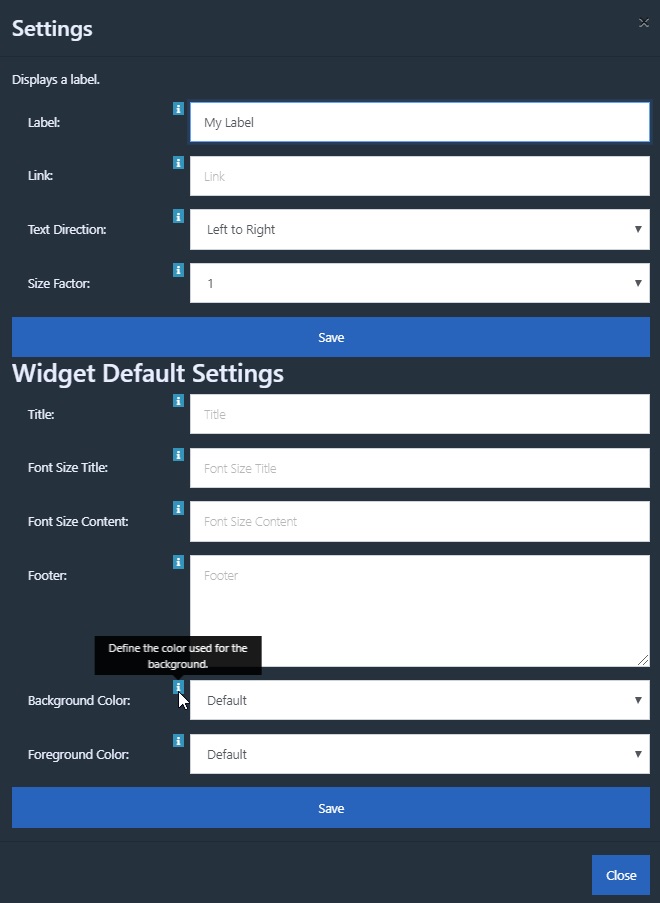 Settings
Displays a label.
Label:
My Label
Link:
Link
Text Direction:
Left to Right
Size Factor:
1
Save
Widget Default Settings
Title:
Title
Font Size Title:
Font Size Title
Font Size Content:
Font Size Content
Footer:
Footer
Define the color used for the
background.
Background Color:
Default
Foreground Color:
Default
Save
Close